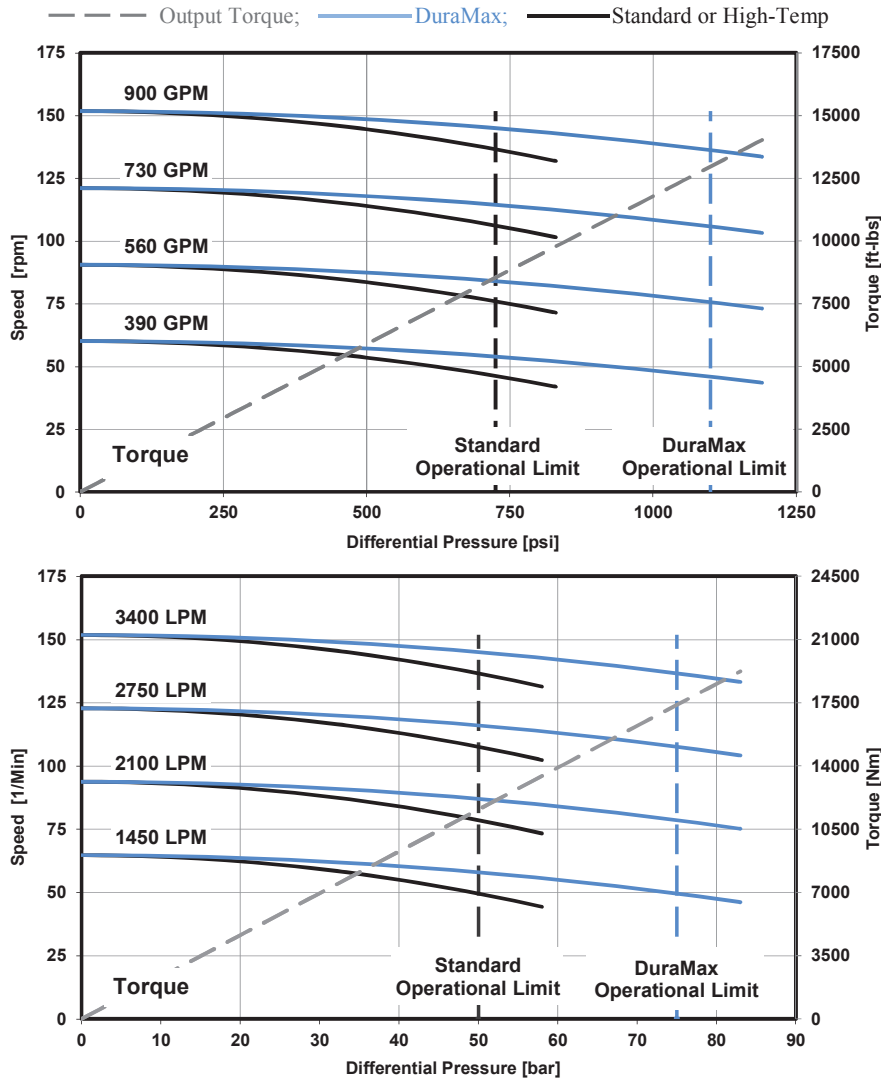 Output Torque; DuraMax; Standard or High-Temp
175 17500
900 GPM
150 15000
730 GPM
125 12500
560 GPM
100 10000
Speed [rpm] Torque [ft-lbs]
390 GPM
75 7500
50 5000
25 2500
Torque
Standard Operational Limit
DuraMax Operational Limit
0 0
0 250 500 750 1000 1250
Differential Pressure [psi]
175 24500
3400 LPM
150 21000
2750 LPM
125 17500
2100 LPM
100 14000
Speed [1/Min] Torque [Nm]
1450 LPM
75 10500
50 7000
25 3500
Torque
Standard Operational Limit
DuraMax Operational Limit
0 0
0 10 20 30 40 50 60 70 80 90
Differential Pressure [bar]